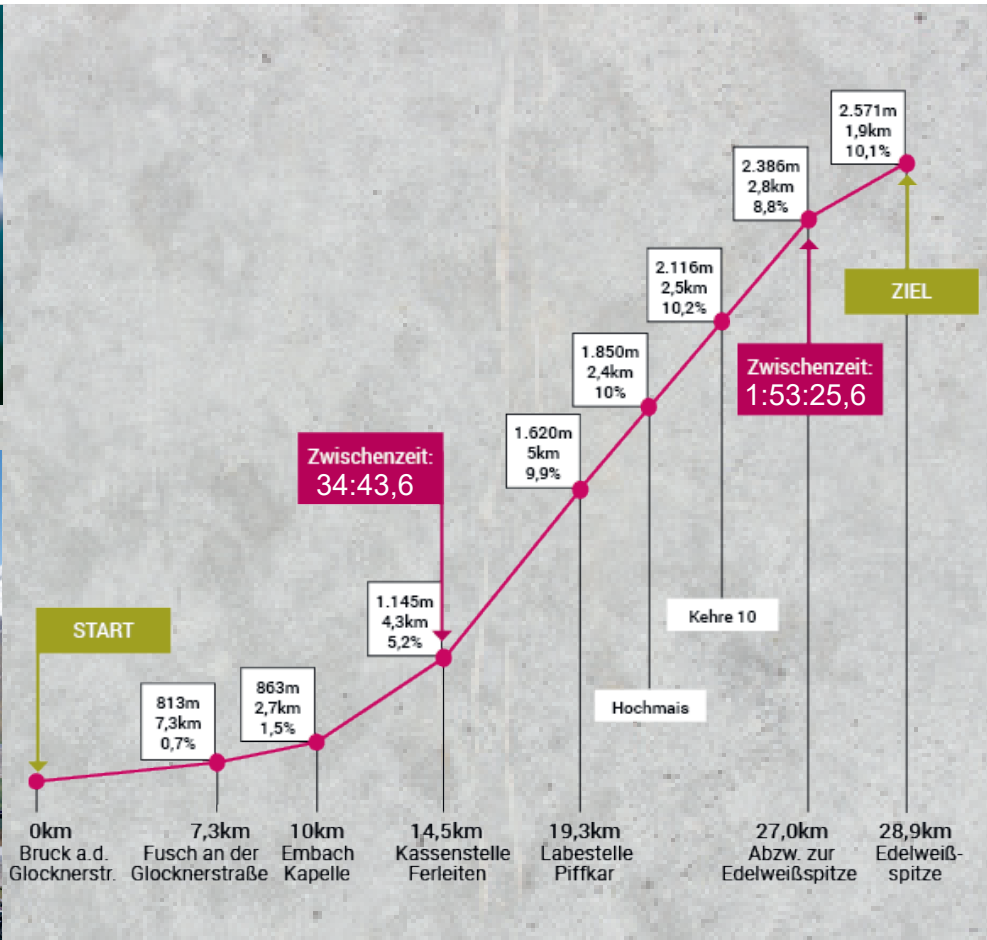 2.571m
1,9km
10,1%
2.386m
2,8km
8,8%
2.116m
2,5km
10,2%
ZIEL
1.850m
2,4km
10%
Zwischenzeit:
1:53:25,6
1.620m
5km
9,9%
Zwischenzeit:
34:43,6
1.145m
4,3km
5,2%
START
Kehre 10
863m
2,7km
1,5%
813m
7,3km
0,7%
Hochmais
0km
Bruck a.d.
Glocknerstr.
7,3km
Fusch an der
Glocknerstraße
10km
Embach
Kapelle
14,5km
Kassenstelle
Ferleiten
19,3km
Labestelle
Piffkar
27,0km
Abzw. zur
Edelweißspitze
28,9km
Edelweiß-
spitze